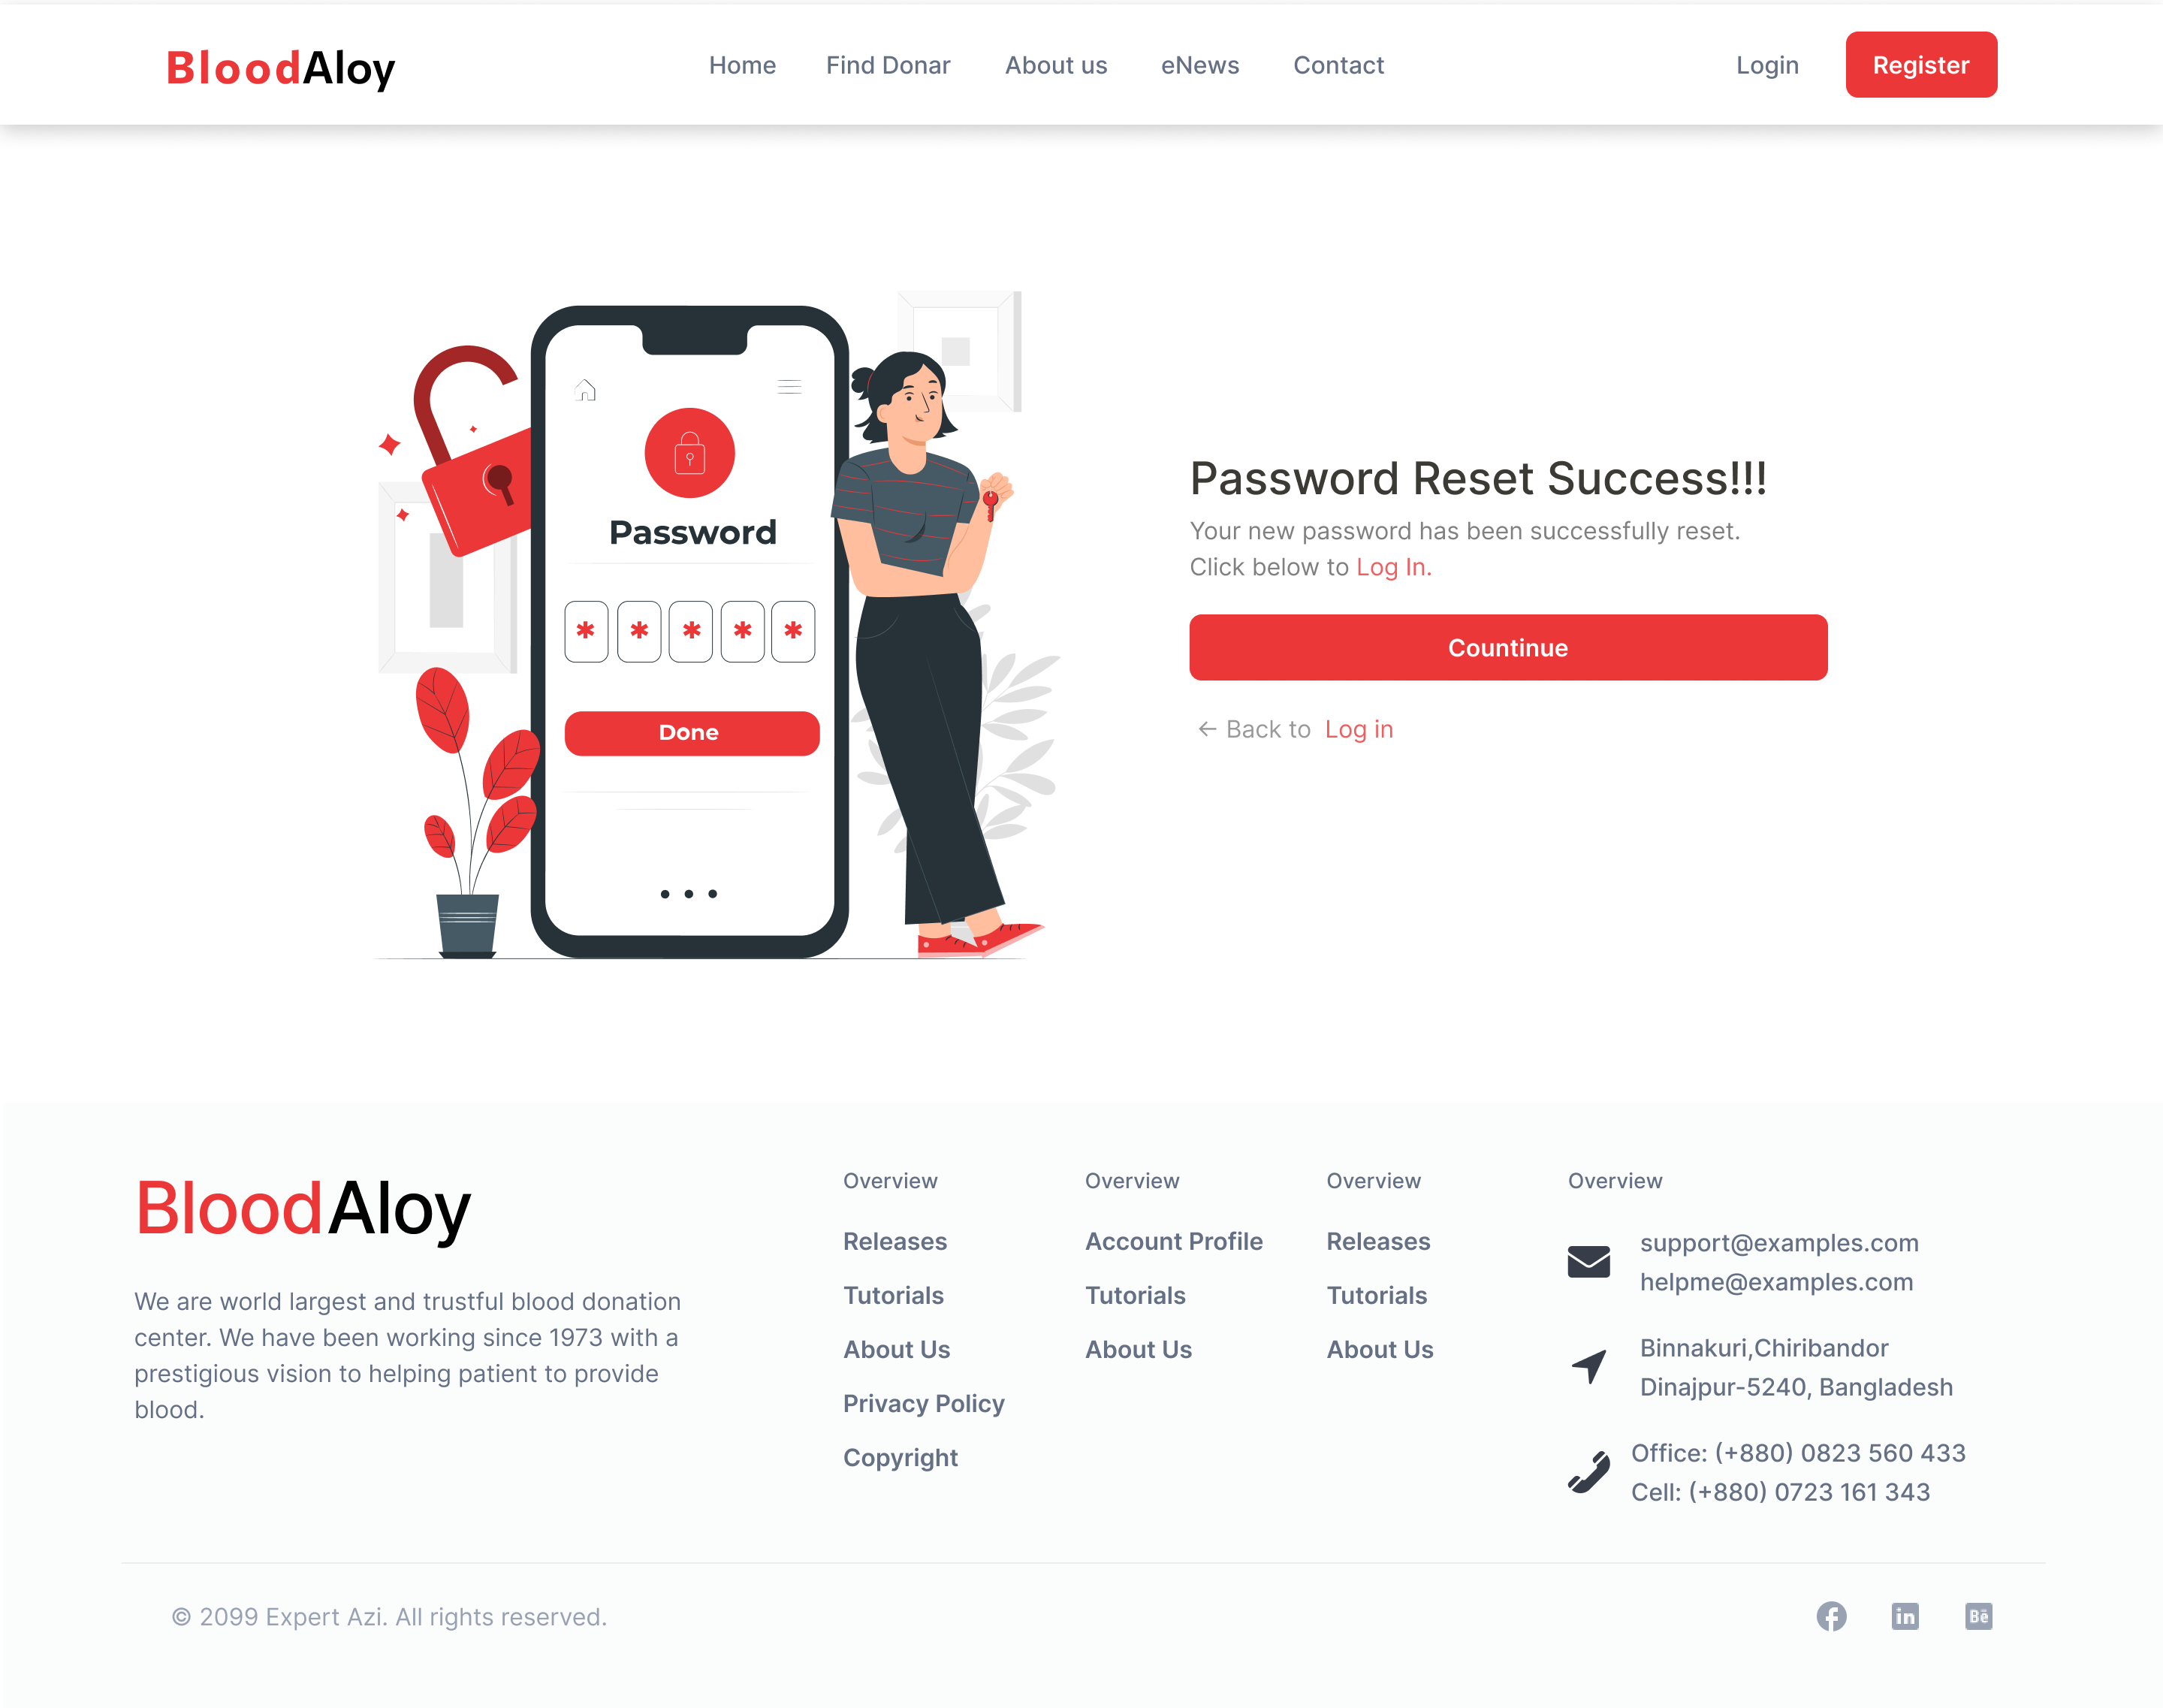 BloodAloy
Home
Find Donar
About us
eNews
Contact
Login
Register
Password
* * * * *
Done
Password Reset Success!!!
Your new password has been successfully reset.
Click below to Log In.
Countinue
← Back to Log in
BloodAloy
We are world largest and trustful blood donation
center. We have been working since 1973 with a
prestigious vision to helping patient to provide
blood.
Overview
Releases
Tutorials
About Us
Privacy Policy
Copyright
Overview
Account Profile
Tutorials
About Us
Overview
Releases
Tutorials
About Us
Overview
support@examples.com
helpme@examples.com
Binnakuri,Chiribandor
Dinajpur-5240, Bangladesh
Office: (+880) 0823 560 433
Cell: (+880) 0723 161 343
© 2099 Expert Azi. All rights reserved.